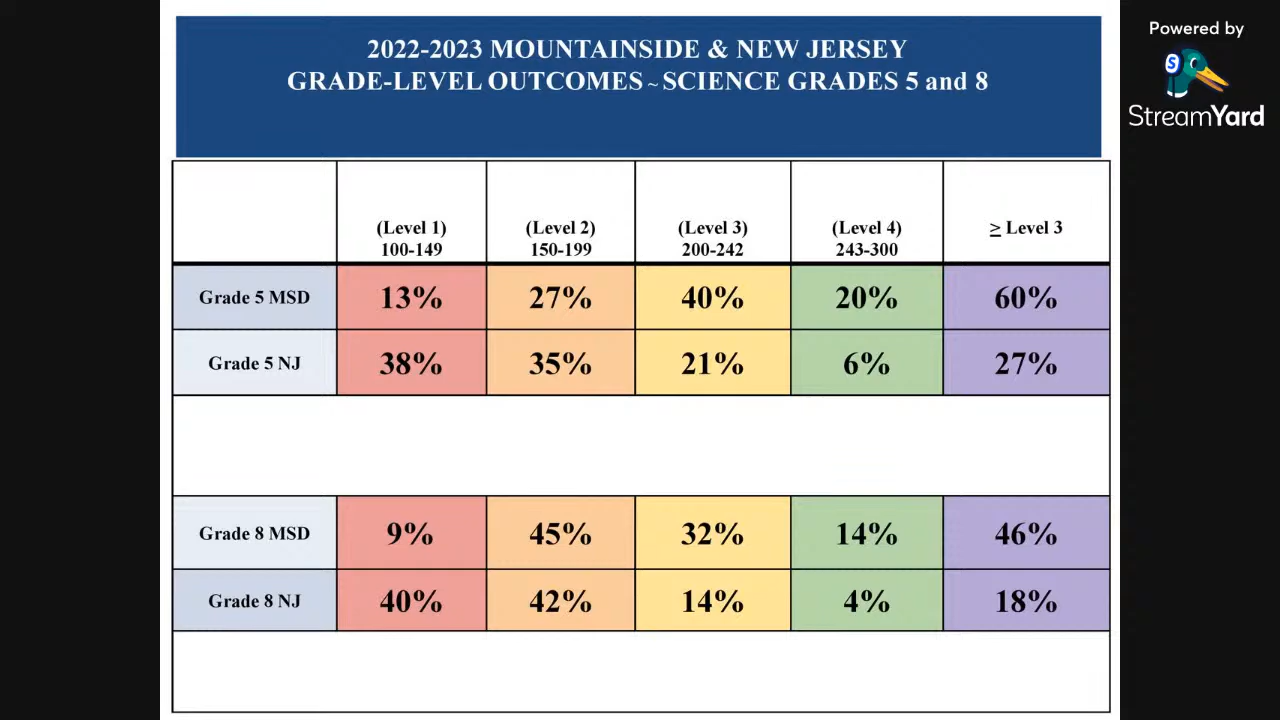 2022-2023 MOUNTAINSIDE & NEW JERSEY
GRADE-LEVEL OUTCOMES ~ SCIENCE GRADES 5 and 8
Powered by
S
StreamYard
(Level 1) (Level 2) (Level 3) (Level 4) ≥ Level 3
100-149 150-199 200-242 243-300
Grade 5 MSD 13% 27% 40% 20% 60%
Grade 5 NJ 38% 35% 21% 6% 27%
Grade 8 MSD 9% 45% 32% 14% 46%
Grade 8 NJ 40% 42% 14% 4% 18%